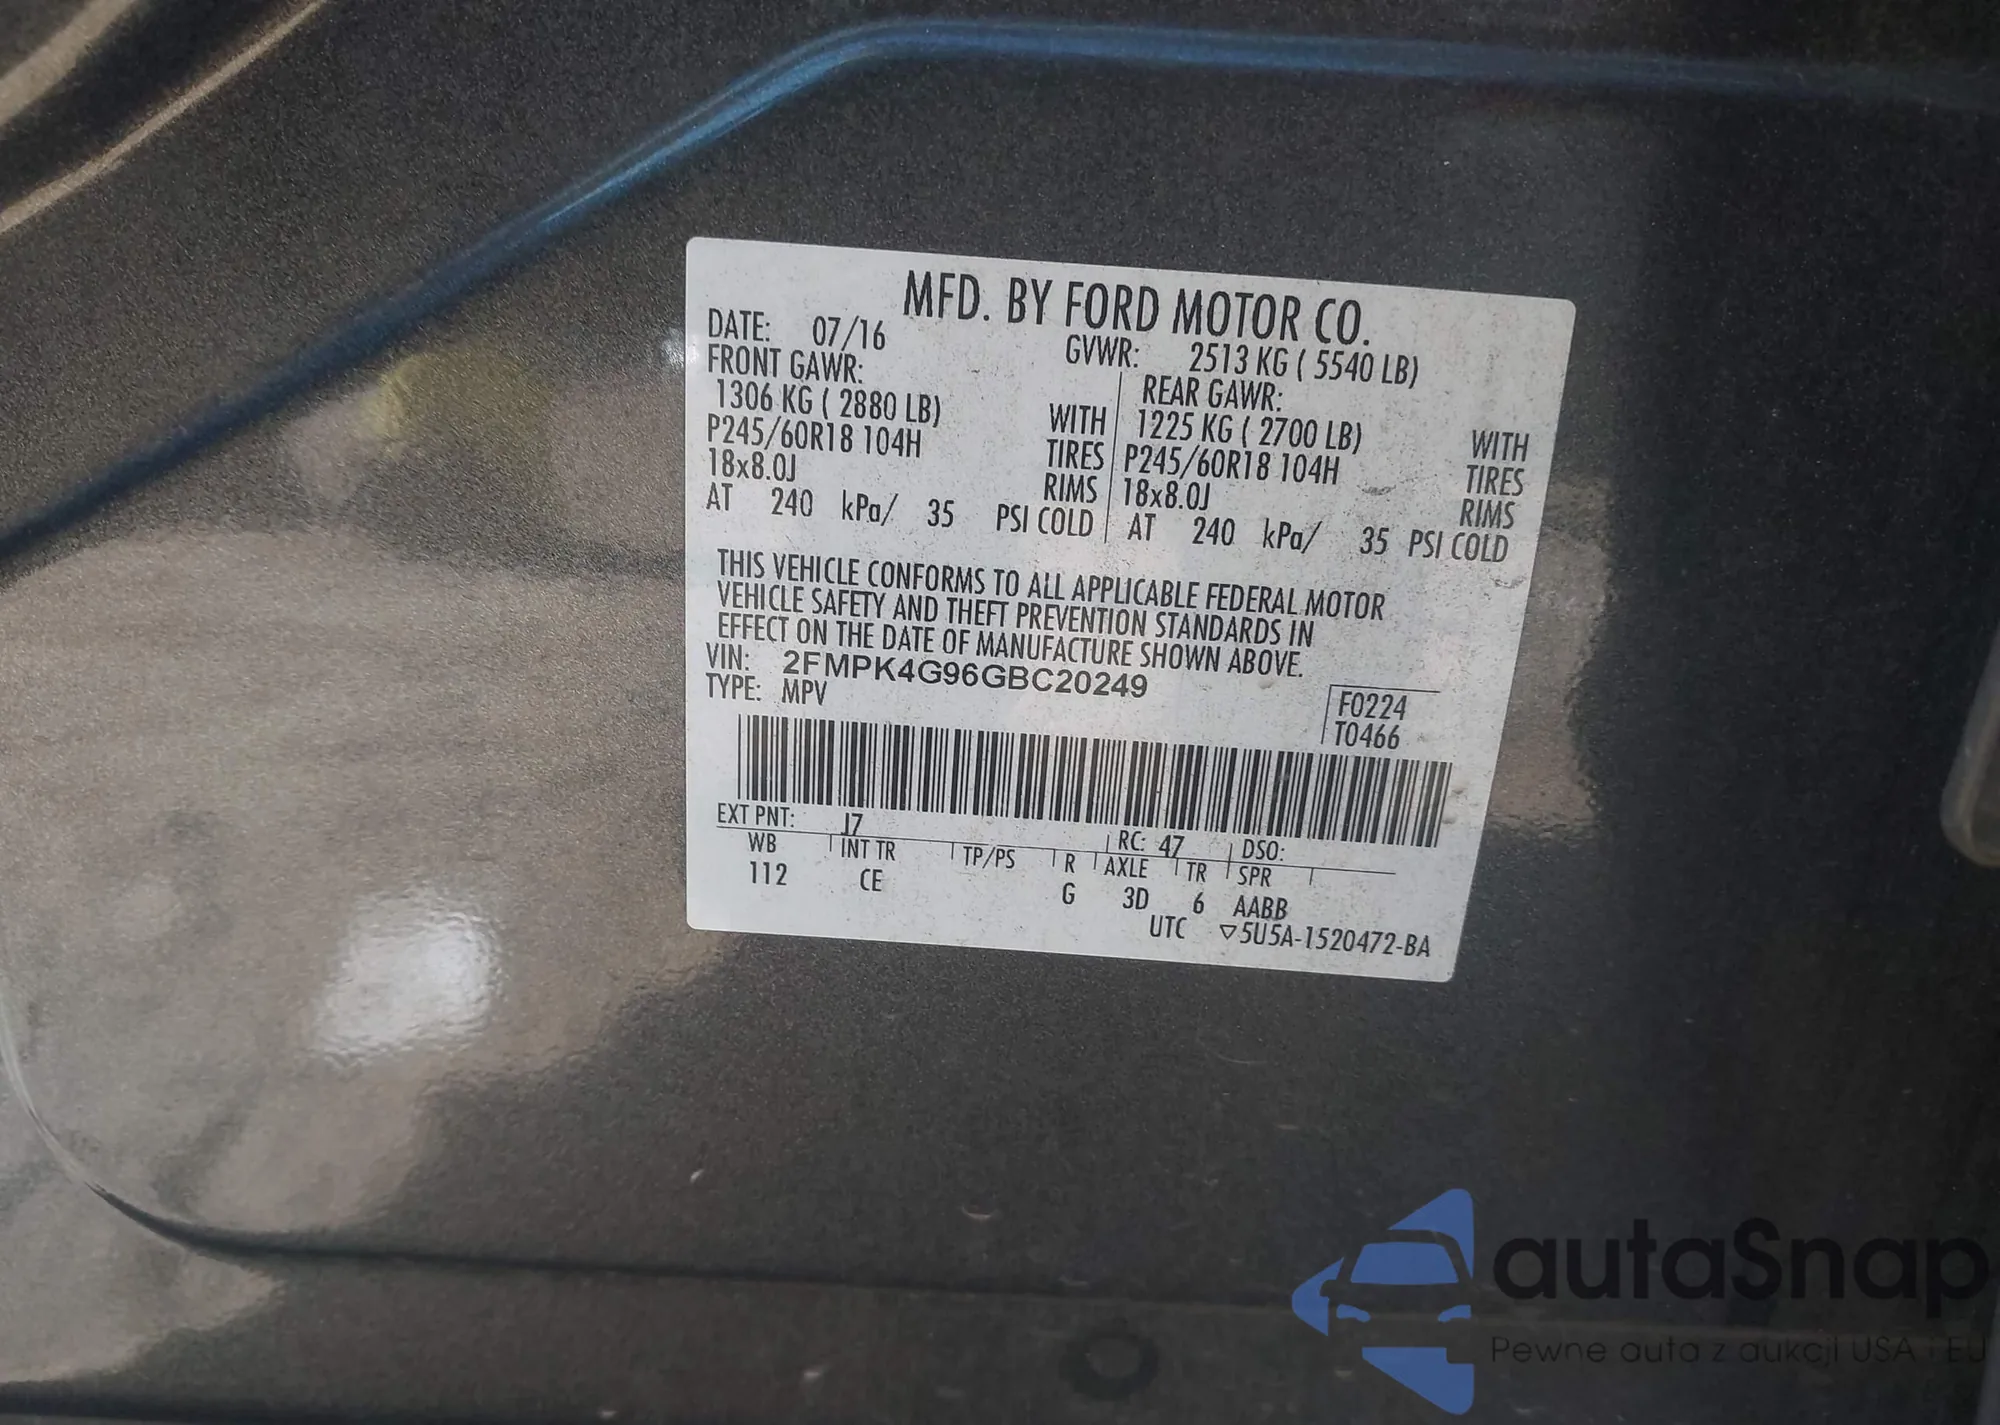 MFD. BY FORD MOTOR CO.
DATE: 07/16 GVWR: 2513 KG ( 5540 LB)
FRONT GAWR: REAR GAWR:
1306 KG ( 2880 LB) WITH 1225 KG ( 2700 LB) WITH
P245/60R18 104H TIRES P245/60R18 104H TIRES
18x8.0J RIMS 18x8.0J RIMS
AT 240 kPa/ 35 PSI COLD AT 240 kPa/ 35 PSI COLD
THIS VEHICLE CONFORMS TO ALL APPLICABLE FEDERAL MOTOR
VEHICLE SAFETY AND THEFT PREVENTION STANDARDS IN
EFFECT ON THE DATE OF MANUFACTURE SHOWN ABOVE.
VIN: 2FMPK4G96GBC20249
TYPE: MPV F0224
T0466
EXT PNT: J7 RC: 47 DSO:
WB INT TR TP/PS R AXLE TR SPR
112 CE G 3D 6 AABB
UTC ▽5U5A-1520472-BA
autaSnap
Pewne auta z aukcji USA i EU